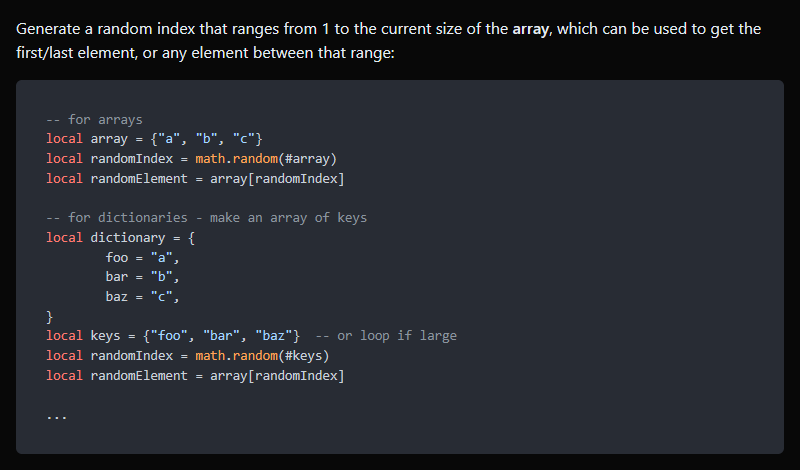 Generate a random index that ranges from 1 to the current size of the array, which can be used to get the
first/last element, or any element between that range:
-- for arrays
local array = {"a", "b", "c"}
local randomIndex = math.random(#array)
local randomElement = array[randomIndex]
-- for dictionaries - make an array of keys
local dictionary = {
foo = "a",
bar = "b",
baz = "c",
}
local keys = {"foo", "bar", "baz"}  -- or loop if large
local randomIndex = math.random(#keys)
local randomElement = array[randomIndex]
...